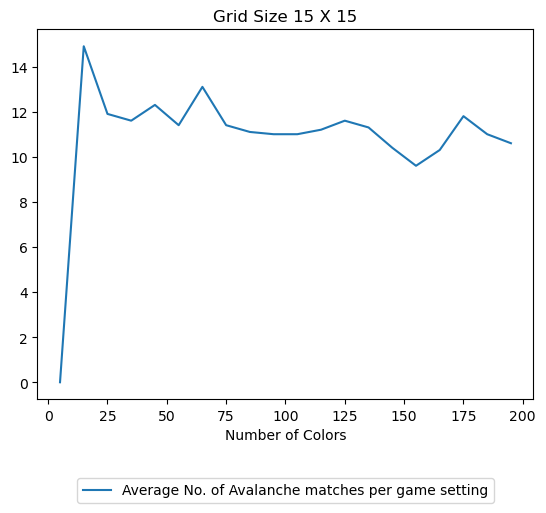 Grid Size 15 X 15
14
12
10
8
6
4
2
0
0 25 50 75 100 125 150 175 200
Number of Colors
Average No. of Avalanche matches per game setting